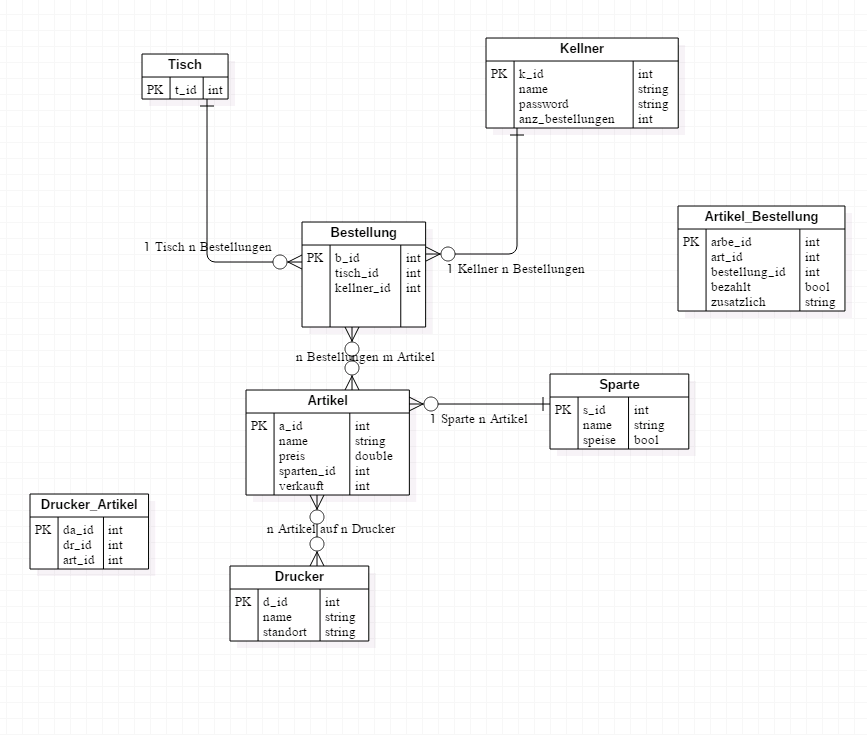 Tisch
PK t_id int
Kellner
PK k_id int
name string
password string
anz_bestellungen int
Artikel_Bestellung
PK arbe_id int
art_id int
bestellung_id int
bezahlt bool
zusatzlich string
1 Tisch n Bestellungen
Bestellung
PK b_id int
tisch_id int
kellner_id int
1 Kellner n Bestellungen
n Bestellungen m Artikel
Artikel
PK a_id int
name string
preis double
sparten_id int
verkauft int
1 Sparte n Artikel
Sparte
PK s_id int
name string
speise bool
Drucker_Artikel
PK da_id int
dr_id int
art_id int
n Artikel auf n Drucker
Drucker
PK d_id int
name string
standort string